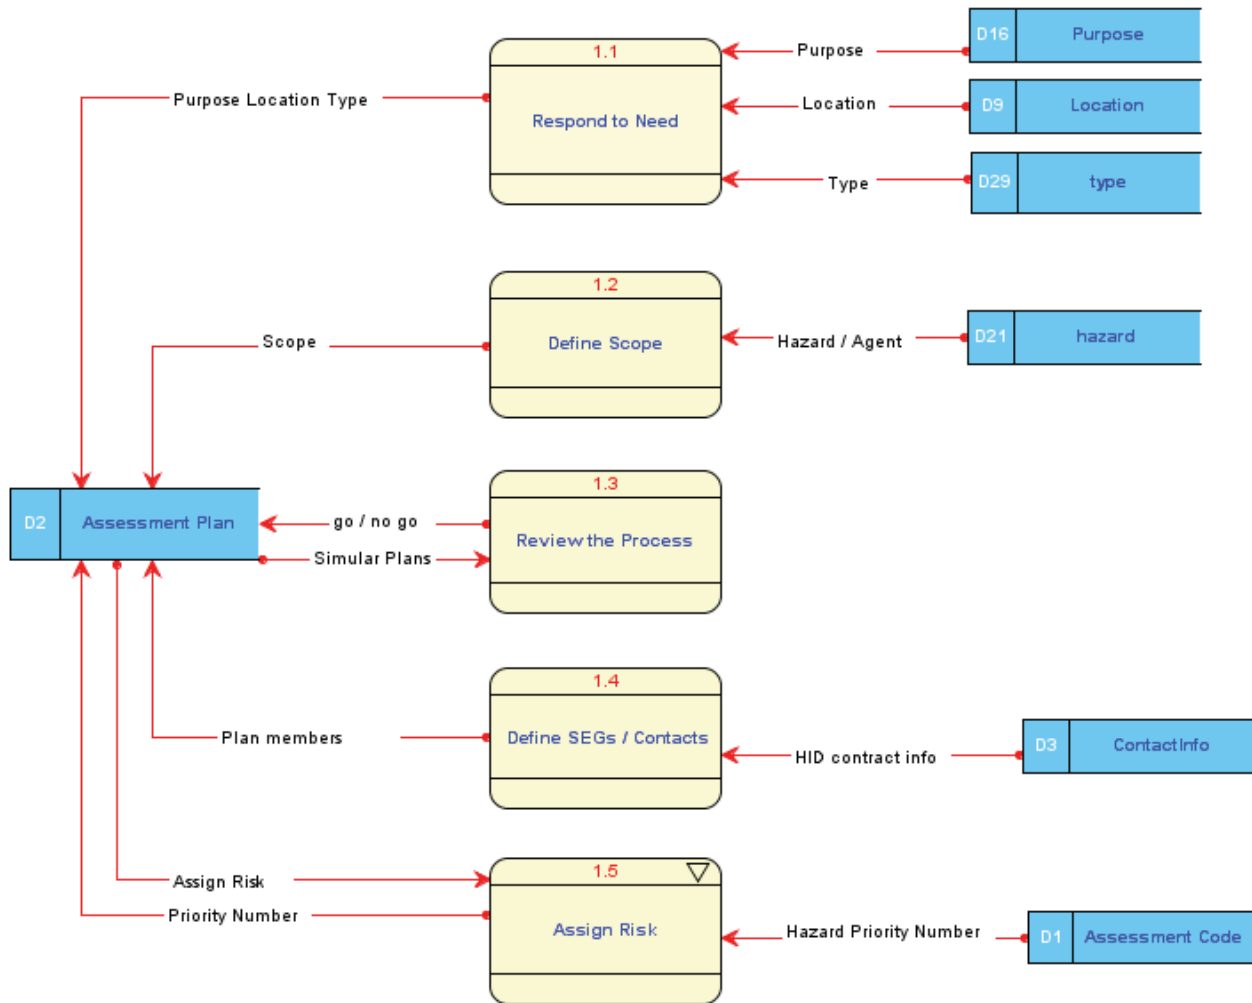 D16
Purpose
1.1
Purpose
Purpose Location Type
Location
D9
Location
Respond to Need
Type
D29
type
1.2
Scope
Define Scope
Hazard / Agent
D21
hazard
1.3
D2
Assessment Plan
go / no go
Review the Process
Simular Plans
1.4
Plan members
Define SEGs / Contacts
HID contract info
D3
ContactInfo
1.5
Assign Risk
Priority Number
Assign Risk
Hazard Priority Number
D1
Assessment Code